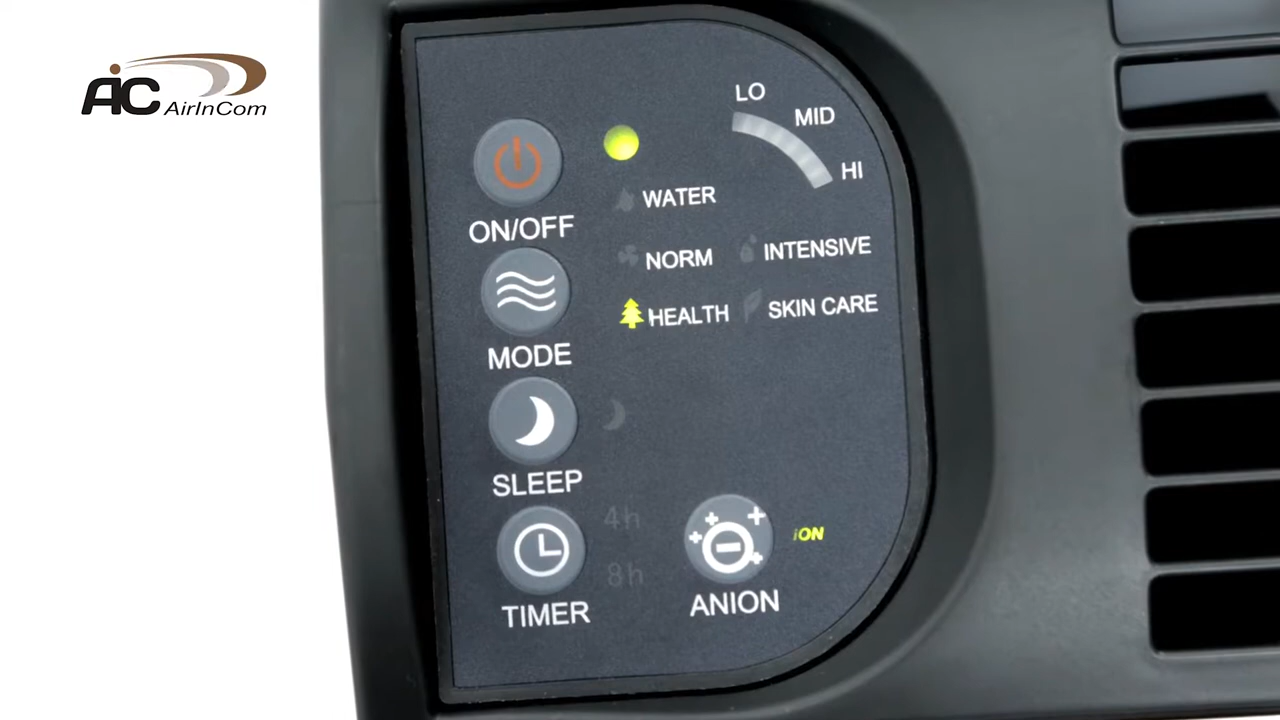 AC AirInCom
LO
MID
HI
ON/OFF
WATER
NORM
INTENSIVE
MODE
HEALTH
SKIN CARE
SLEEP
4h
8h
TIMER
iON
ANION